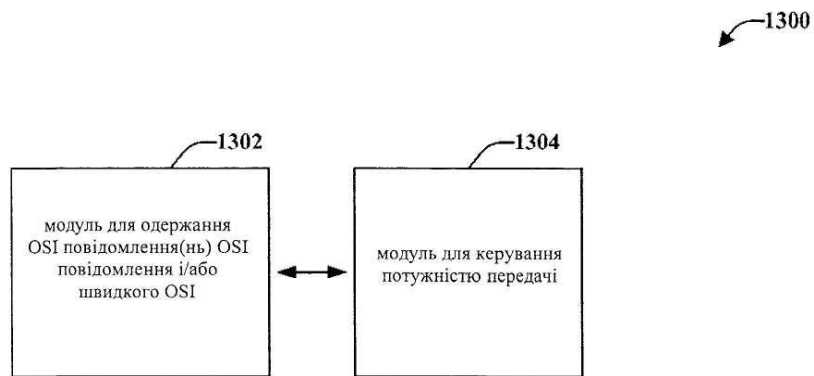 1300
1302
1304
модуль для одержання
OSI повідомлення(нь) OSI
повідомлення і/або
швидкого OSI
модуль для керування
потужністю передачі